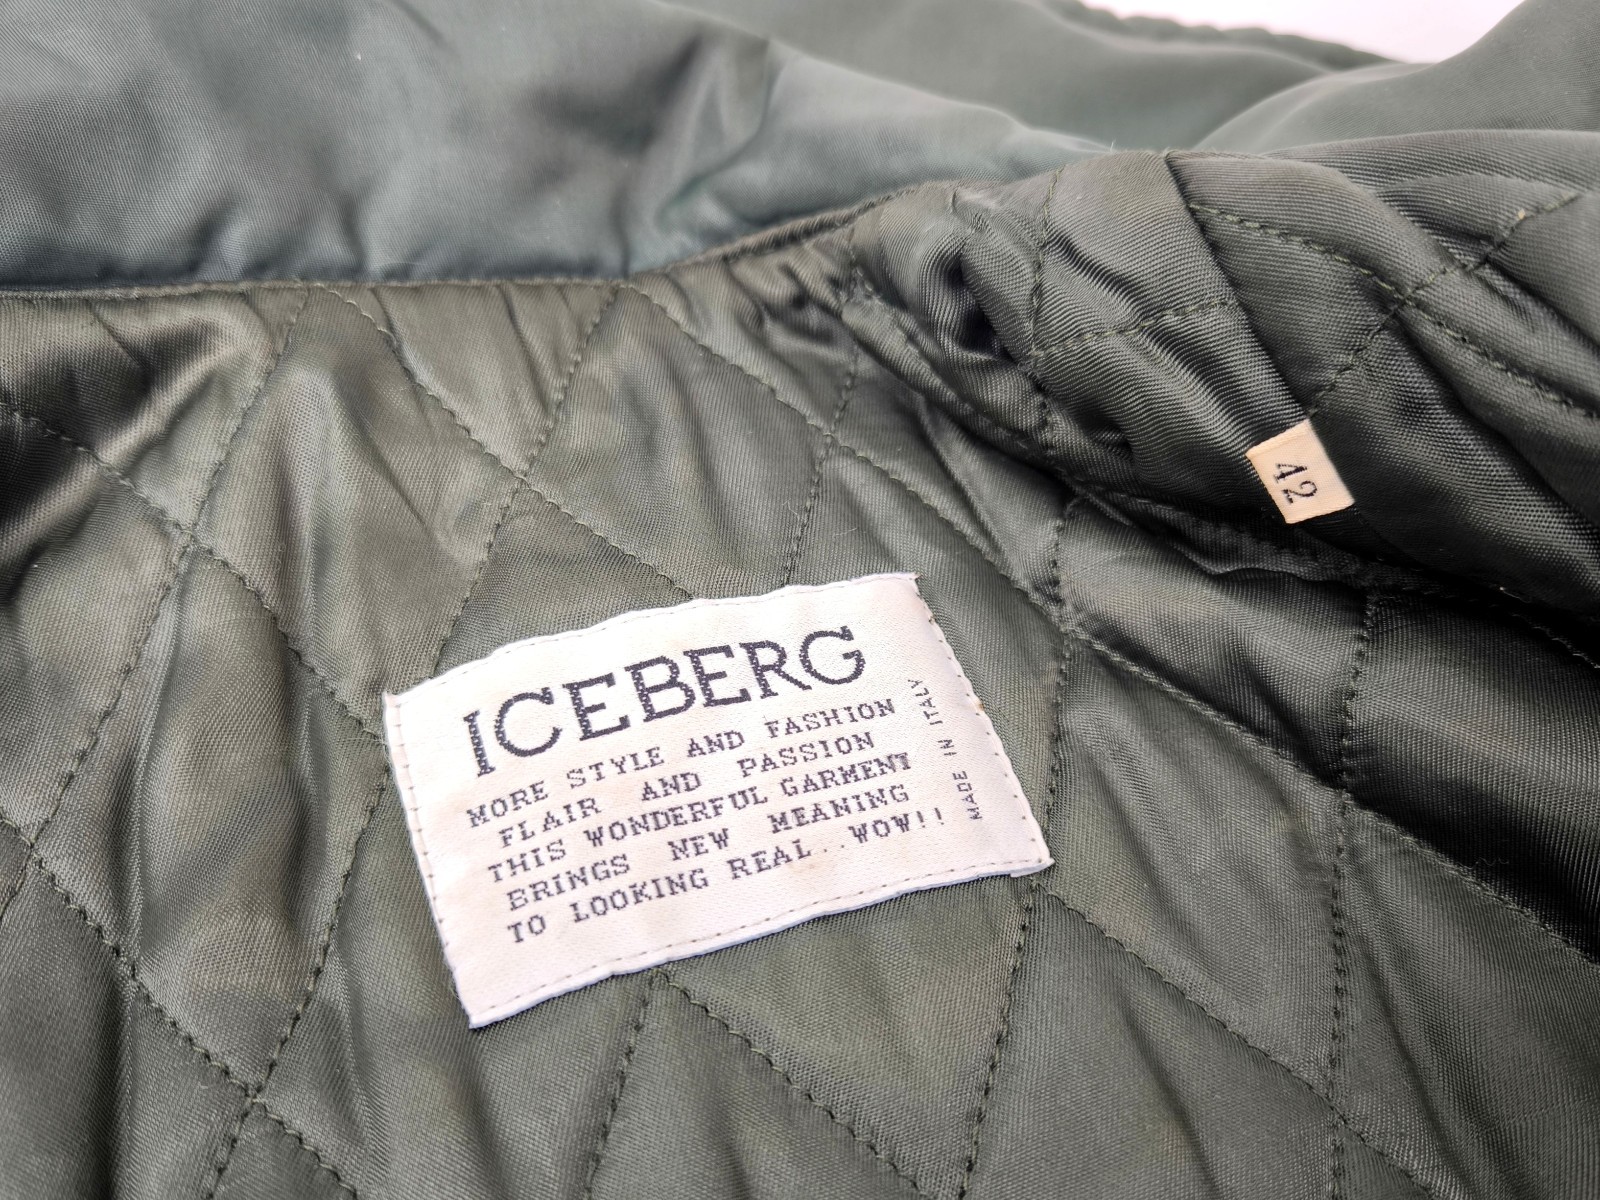 ICEBERG
MORE STYLE AND FASHION
FLAIR AND PASSION
THIS WONDERFUL GARMENT
BRINGS NEW MEANING
TO LOOKING REAL..WOW!!
MADE IN ITALY
42